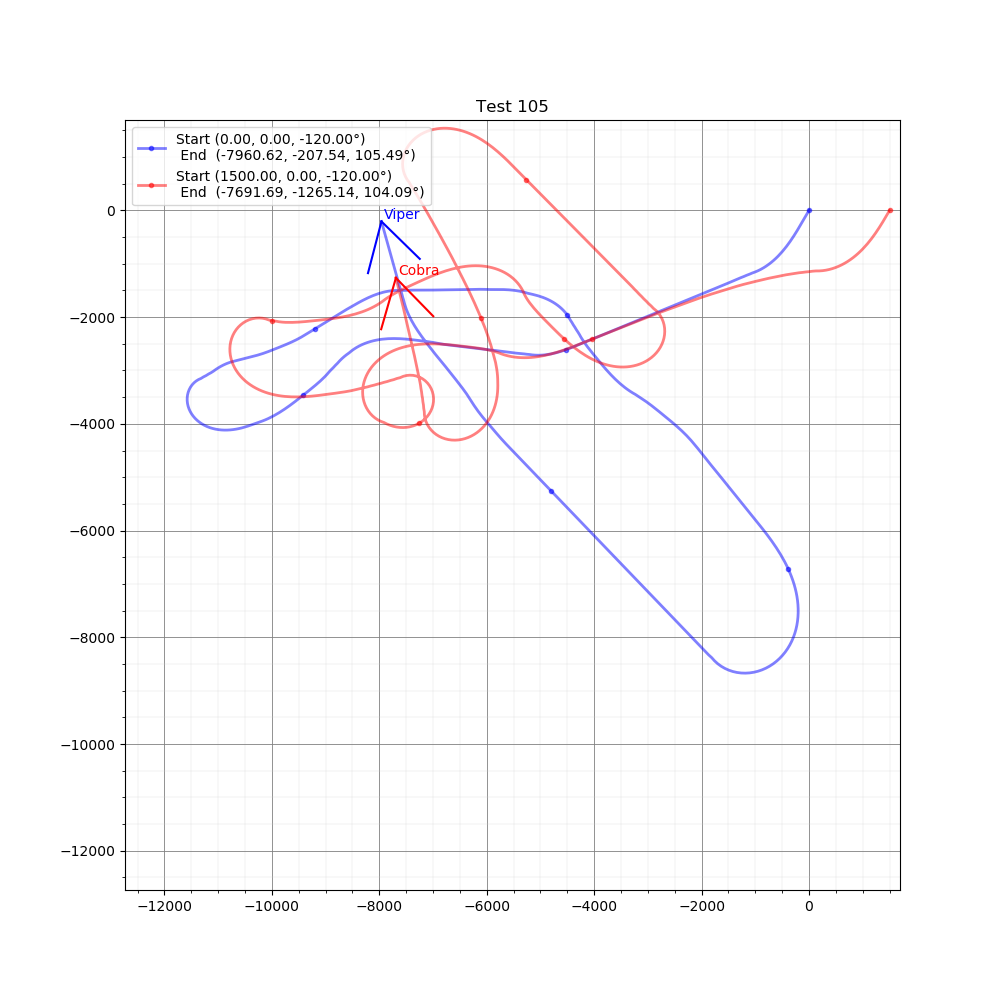 Test 105
Start (0.00, 0.00, -120.00°)
End (-7960.62, -207.54, 105.49°)
Start (1500.00, 0.00, -120.00°)
End (-7691.69, -1265.14, 104.09°)
Viper
Cobra
0
−2000
−4000
−6000
−8000
−10000
−12000
−12000 −10000 −8000 −6000 −4000 −2000 0